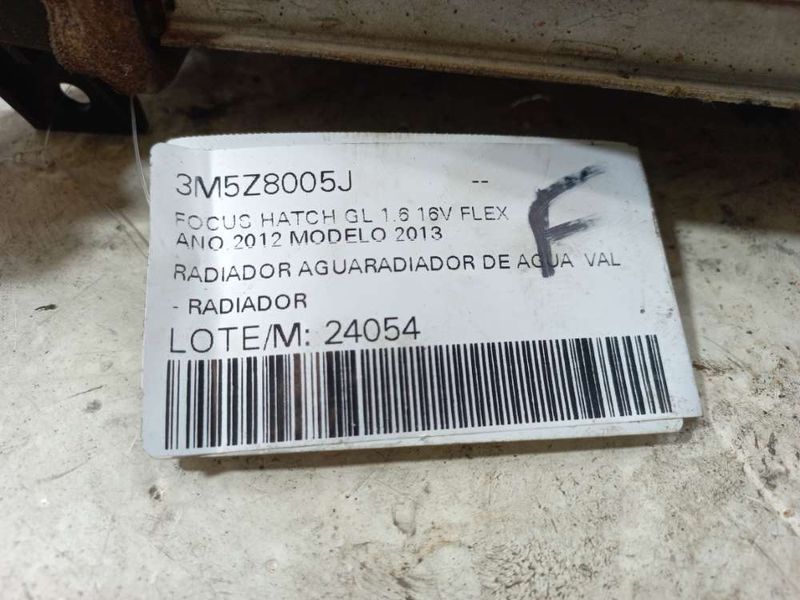 3M5Z8005J --
FOCUS HATCH GL 1.6 16V FLEX
ANO 2012 MODELO 2013
RADIADOR AGUARADIADOR DE AGUA VAL
- RADIADOR
LOTE/M: 24054
F